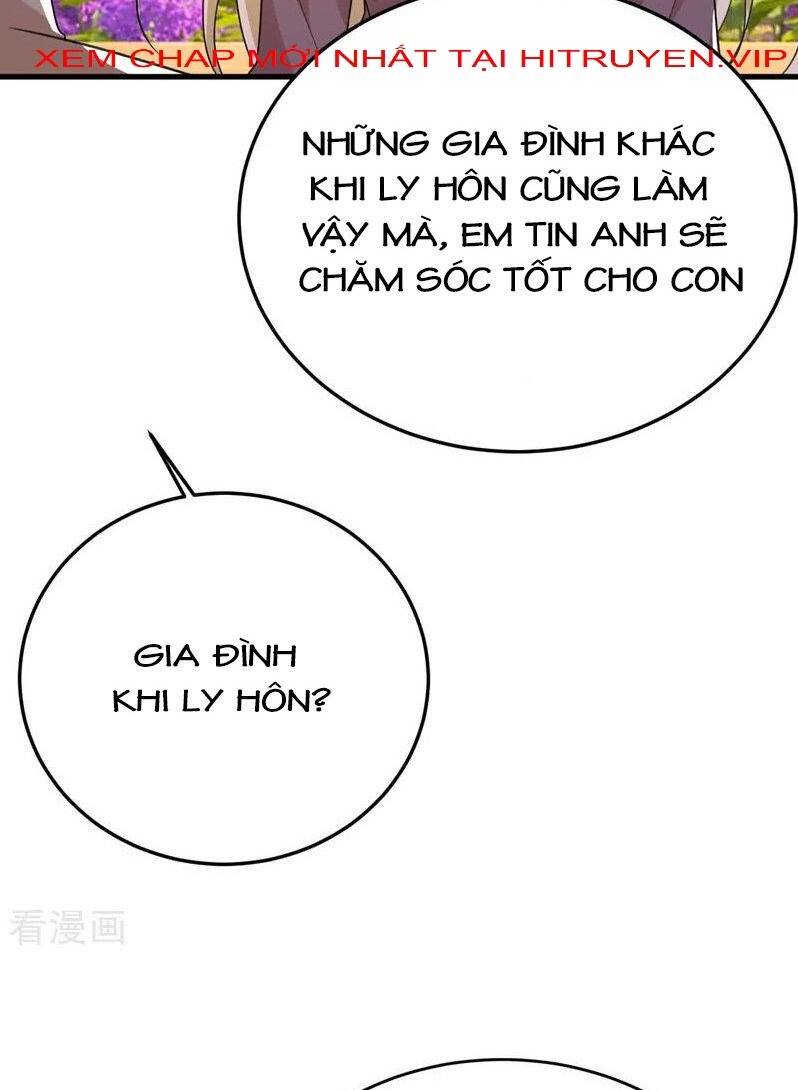 XEM CHAP MỚI NHẤT TẠI HITRUYEN.VIP
NHỮNG GIA ĐÌNH KHÁC
KHI LY HÔN CŨNG LÀM
VẬY MÀ, EM TIN ANH SẼ
CHĂM SÓC TỐT CHO CON
GIA ĐÌNH
KHI LY HÔN?
看漫画